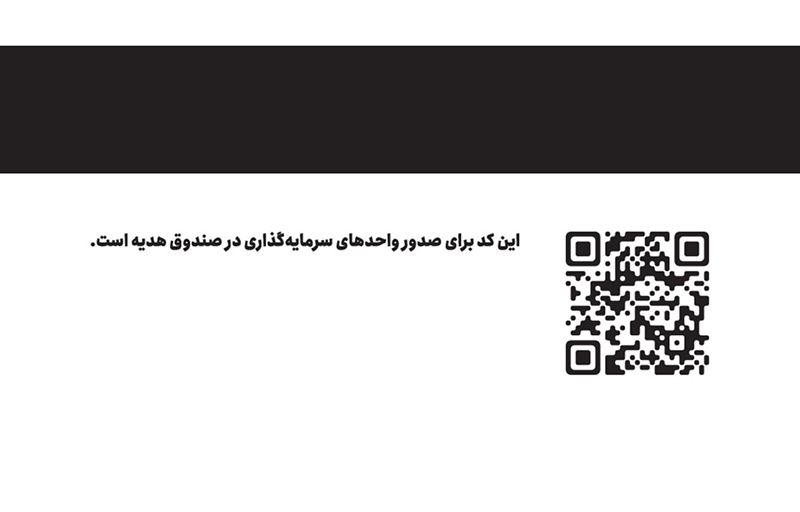 این کد برای صدور واحدهای سرمایه‌گذاری در صندوق هدیه است.